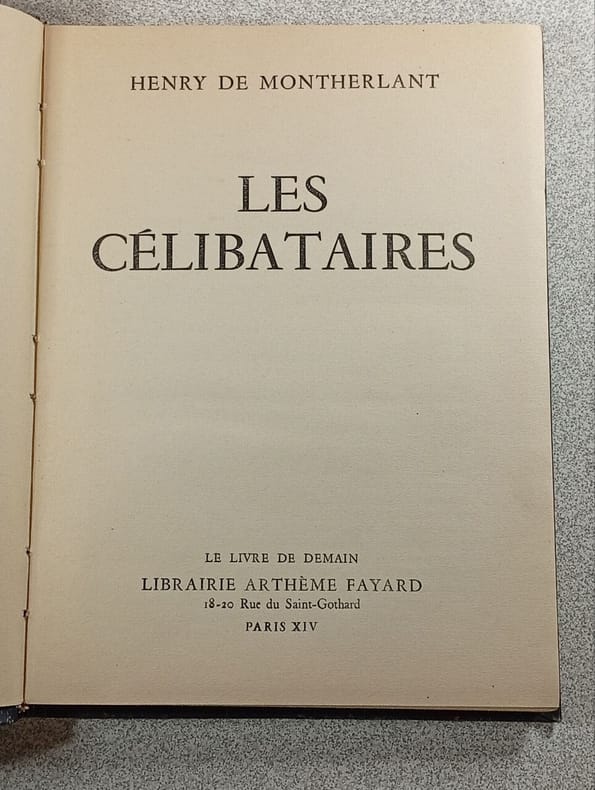 HENRY DE MONTHERLANT
LES
CÉLIBATAIRES
LE LIVRE DE DEMAIN
LIBRAIRIE ARTHÈME FAYARD
18-20 Rue du Saint-Gothard
PARIS XIV